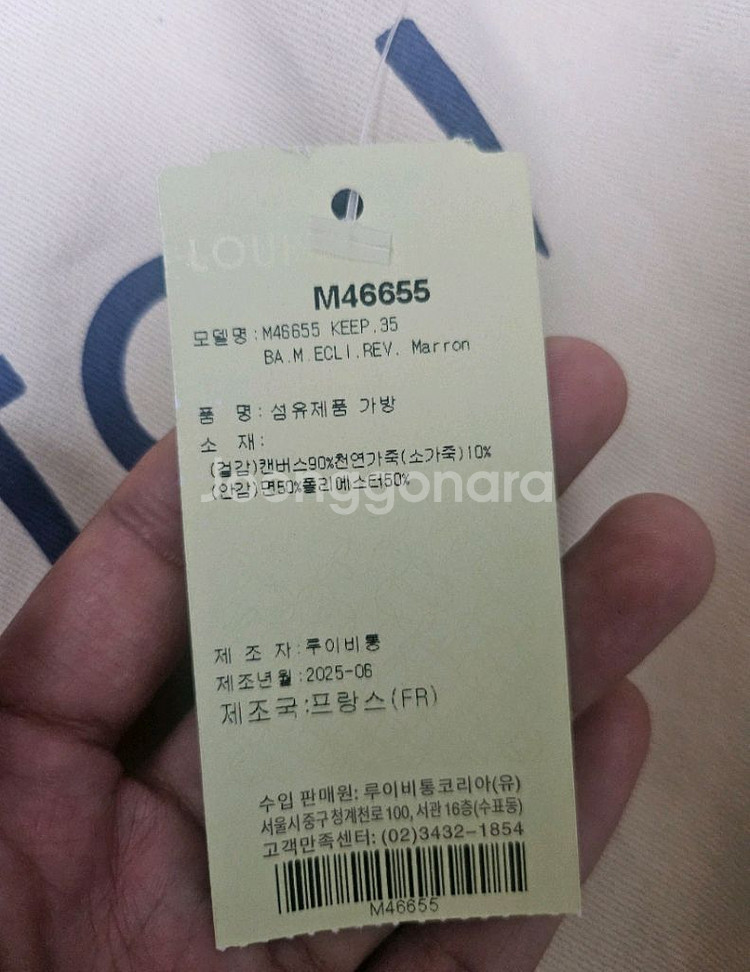 LOUI
M46655
모델명:M46655 KEEP.35
BA.M.ECLI.REV. Marron
품 명: 섬유제품 가방
소 재:
(겉감)캔버스90%천연가죽(소가죽)10%
(안감)면50%폴리에스터50%
Joonggonara
제 조 자:루이비통
제조년월:2025-06
제조국:프랑스(FR)
수입 판매원: 루이비통코리아(유)
서울시 중구 청계천로 100, 서관 16층(수표동)
고객만족센터: (02)3432-1854
M46655